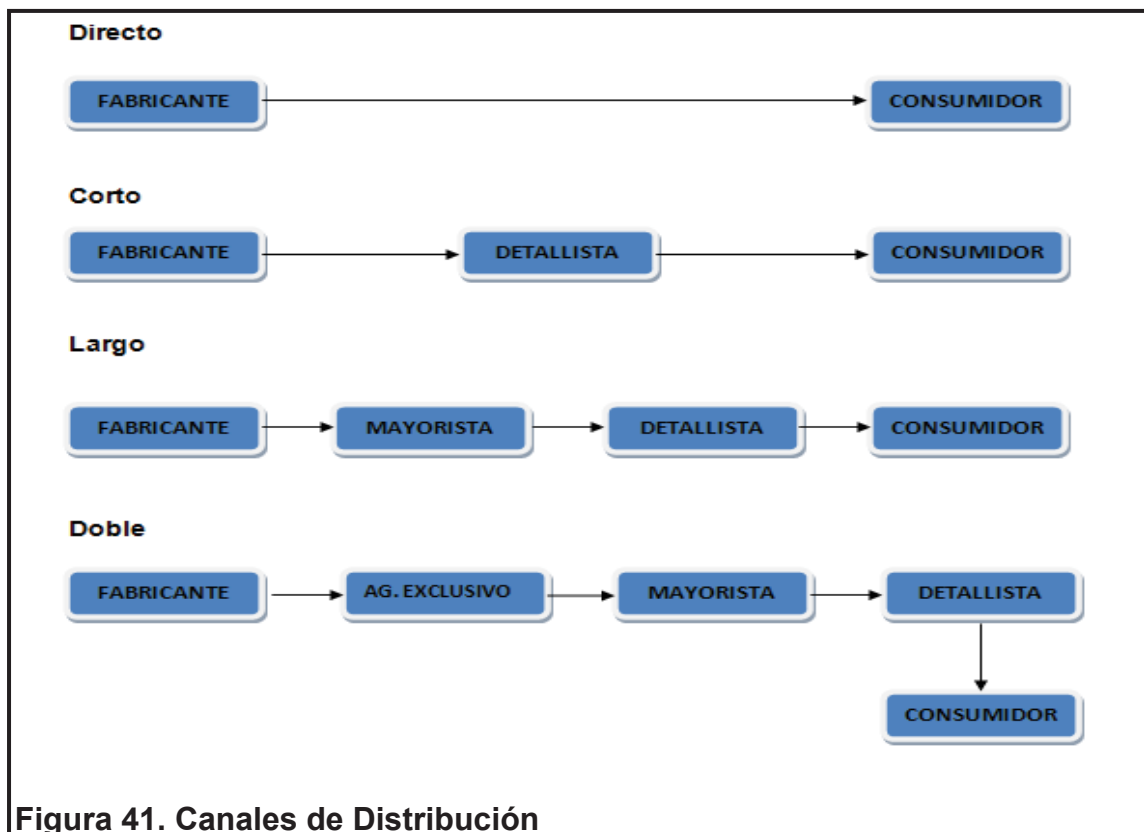 Directo
FABRICANTE CONSUMIDOR
Corto
FABRICANTE DETALLISTA CONSUMIDOR
Largo
FABRICANTE MAYORISTA DETALLISTA CONSUMIDOR
Doble
FABRICANTE AG. EXCLUSIVO MAYORISTA DETALLISTA
CONSUMIDOR
Figura 41. Canales de Distribución